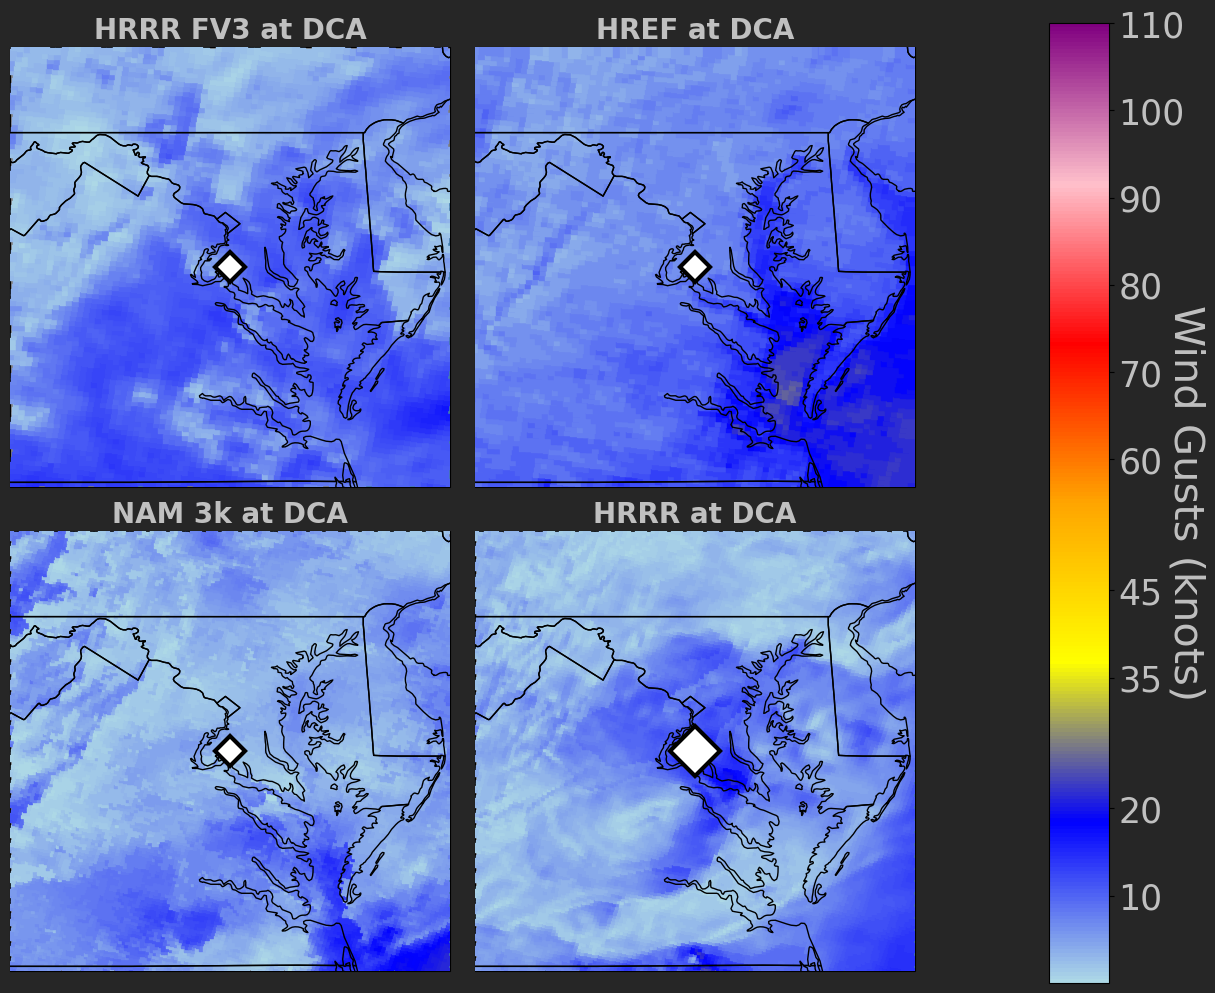 HRRR FV3 at DCA
HREF at DCA
NAM 3k at DCA
HRRR at DCA
110
100
90
80
70
60
45
35
20
10
Wind Gusts (knots)